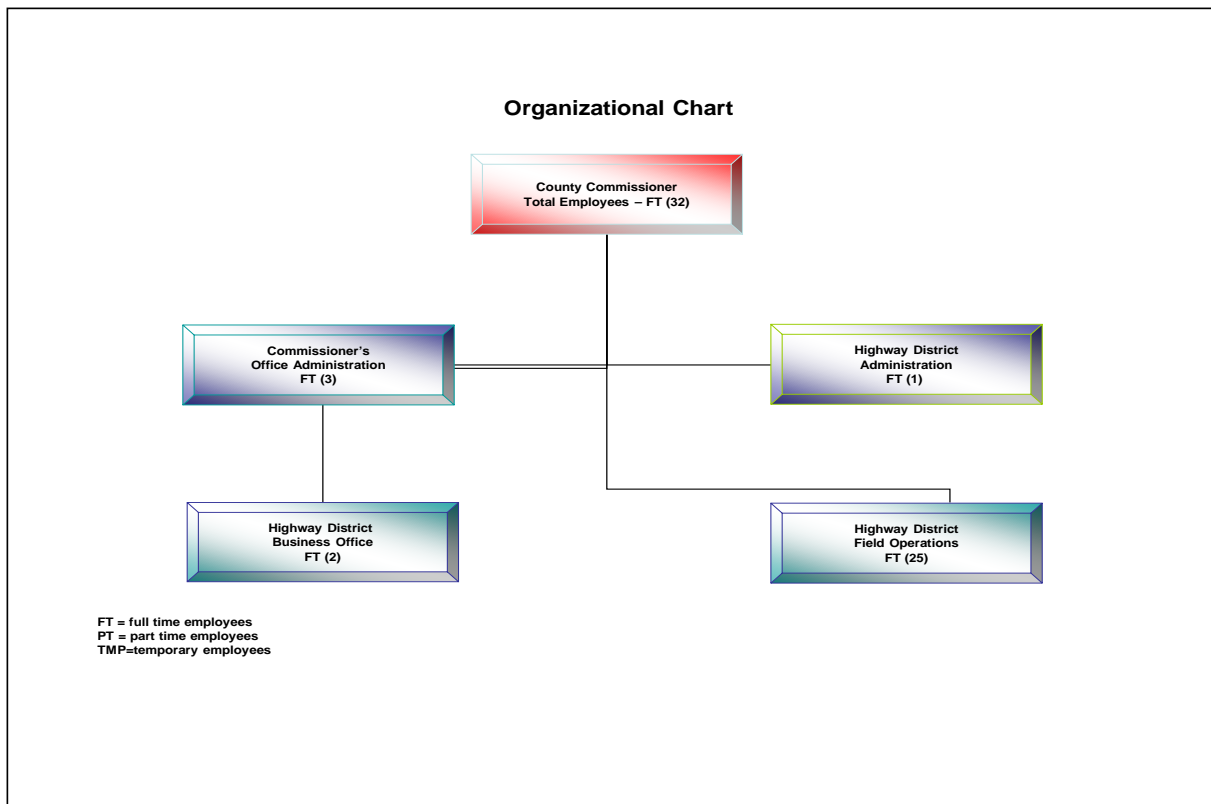 Organizational Chart
County Commissioner
Total Employees – FT (32)
Commissioner's
Office Administration
FT (3)
Highway District
Administration
FT (1)
Highway District
Business Office
FT (2)
Highway District
Field Operations
FT (25)
FT = full time employees
PT = part time employees
TMP=temporary employees